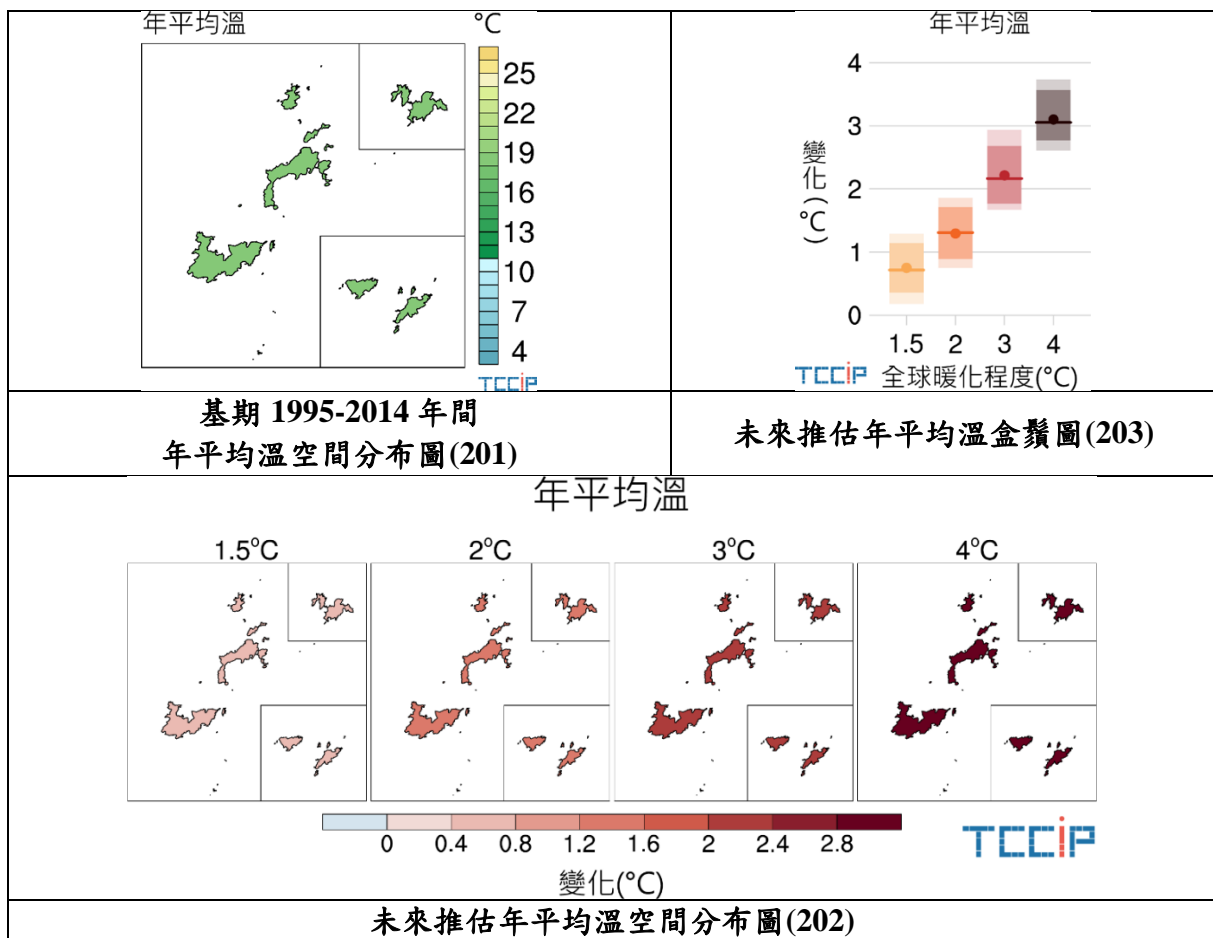 年平均溫
°C
25
22
19
16
13
10
7
4
TCCiP
基期 1995-2014 年間
年平均溫空間分布圖(201)
年平均溫
4
3
2
1
0
變化(°C)
1.5 2 3 4
TCCiP 全球暖化程度(°C)
未來推估年平均溫盒鬚圖(203)
年平均溫
1.5°C 2°C 3°C 4°C
0 0.4 0.8 1.2 1.6 2 2.4 2.8
變化(°C)
TCCiP
未來推估年平均溫空間分布圖(202)